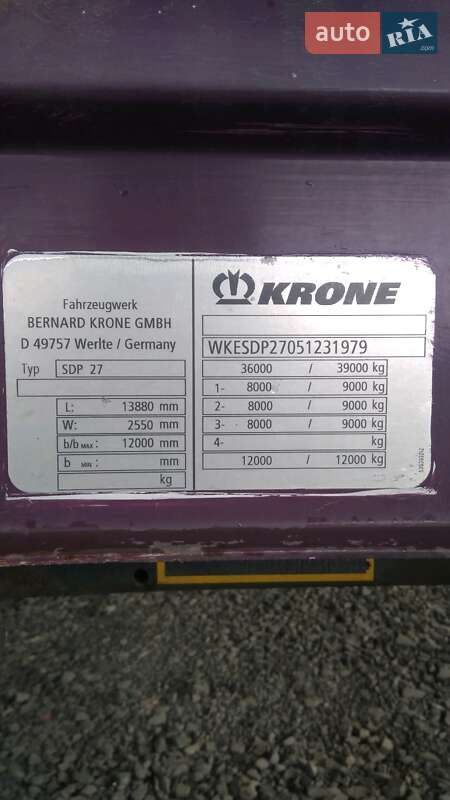 auto RIA
.com
Fahrzeugwerk
BERNARD KRONE GMBH
D 49757 Werlte / Germany
Typ SDP 27
L: 13880 mm
W: 2550 mm
b/b MAX: 12000 mm
b MIN: mm
kg
KRONE
WKESDP27051231979
36000 / 39000 kg
1- 8000 / 9000 kg
2- 8000 / 9000 kg
3- 8000 / 9000 kg
4- kg
12000 / 12000 kg